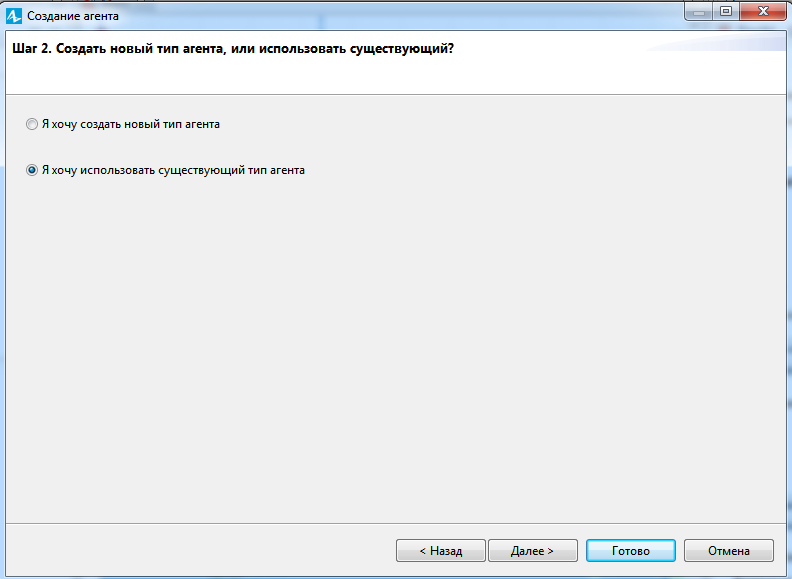 Создание агента
Шаг 2. Создать новый тип агента, или использовать существующий?
Я хочу создать новый тип агента
Я хочу использовать существующий тип агента
< Назад
Далее >
Готово
Отмена